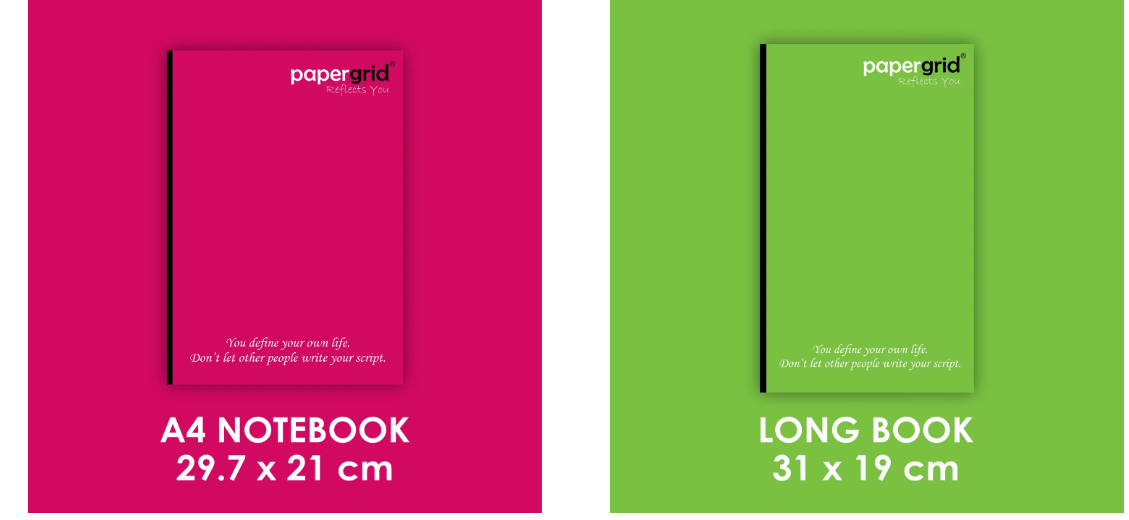 papergrid®
Reflects You
You define your own life.
Don't let other people write your script.
A4 NOTEBOOK
29.7 x 21 cm
papergrid®
Reflects You
You define your own life.
Don't let other people write your script.
LONG BOOK
31 x 19 cm